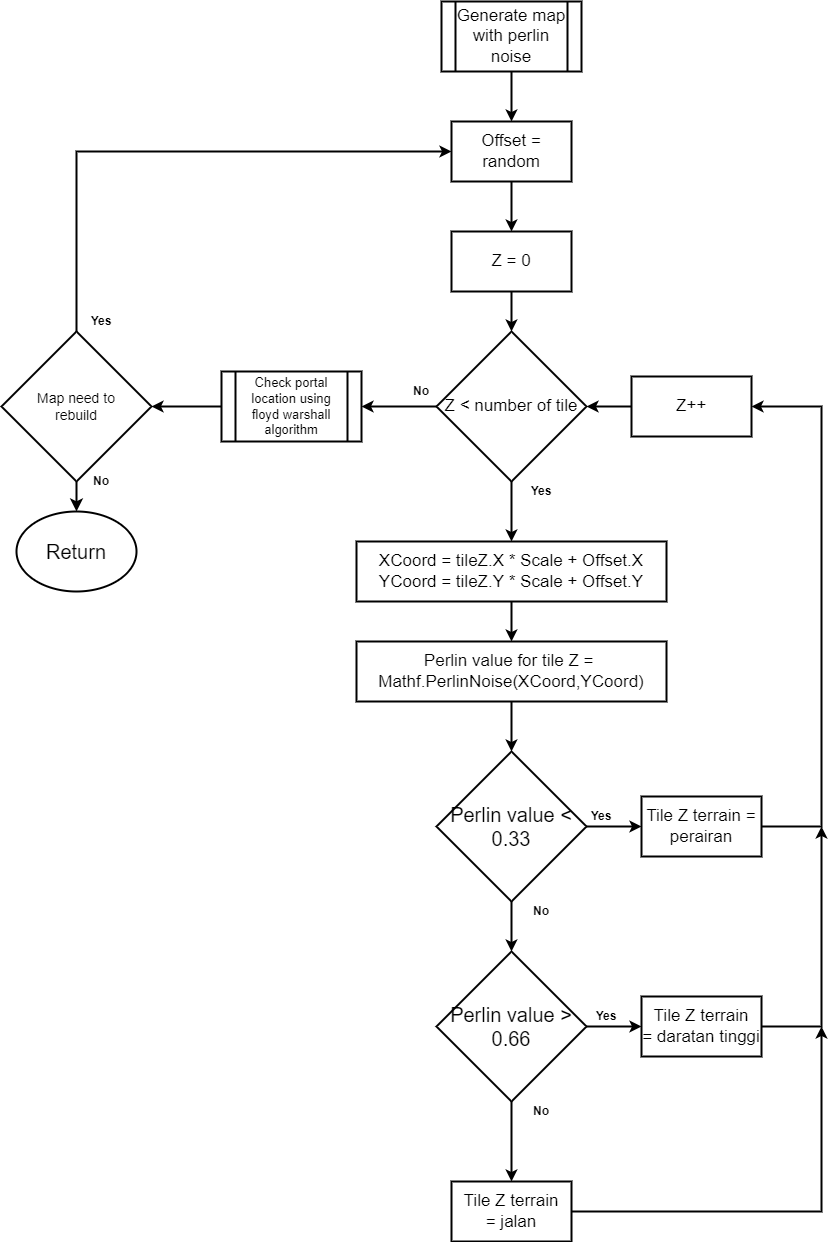 Generate map
with perlin
noise
Offset =
random
Z = 0
Yes
Map need to
rebuild
No
Return
Check portal
location using
floyd warshall
algorithm
No
Z < number of tile
Z++
Yes
XCoord = tileZ.X * Scale + Offset.X
YCoord = tileZ.Y * Scale + Offset.Y
Perlin value for tile Z =
Mathf.PerlinNoise(XCoord,YCoord)
Perlin value <
0.33
Yes
Tile Z terrain =
perairan
No
Perlin value >
0.66
Yes
Tile Z terrain
= daratan tinggi
No
Tile Z terrain
= jalan